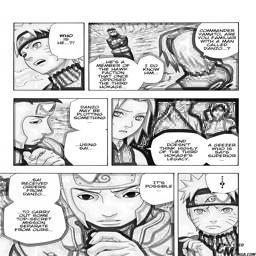 COMMANDER
YAMATO, ARE
YOU FAMILIAR
WITH A MAN
CALLED
DANZO...?
I DO
KNOW
HIM...
HE'S A
MEMBER OF
THE HAWK
FACTION
THAT ONCE
OPPOSED
THE THIRD
HOKAGE.
WHO
IS
HE...?!
A GEEZER
WHO IS
SUPERIOR
AND
DOESN'T
THINK HIGHLY
OF THE THIRD
HOKAGE'S
LEGACY.
DANZO
MAY BE
PLOTTING
SOMETHING
...USING
SAI.
?
IT'S
POSSIBLE
SAI
RECEIVED
ORDERS
FROM
DANZO...
TO CARRY
OUT SOME
TOP-SECRET
MISSION
SEPARATE
FROM OURS...